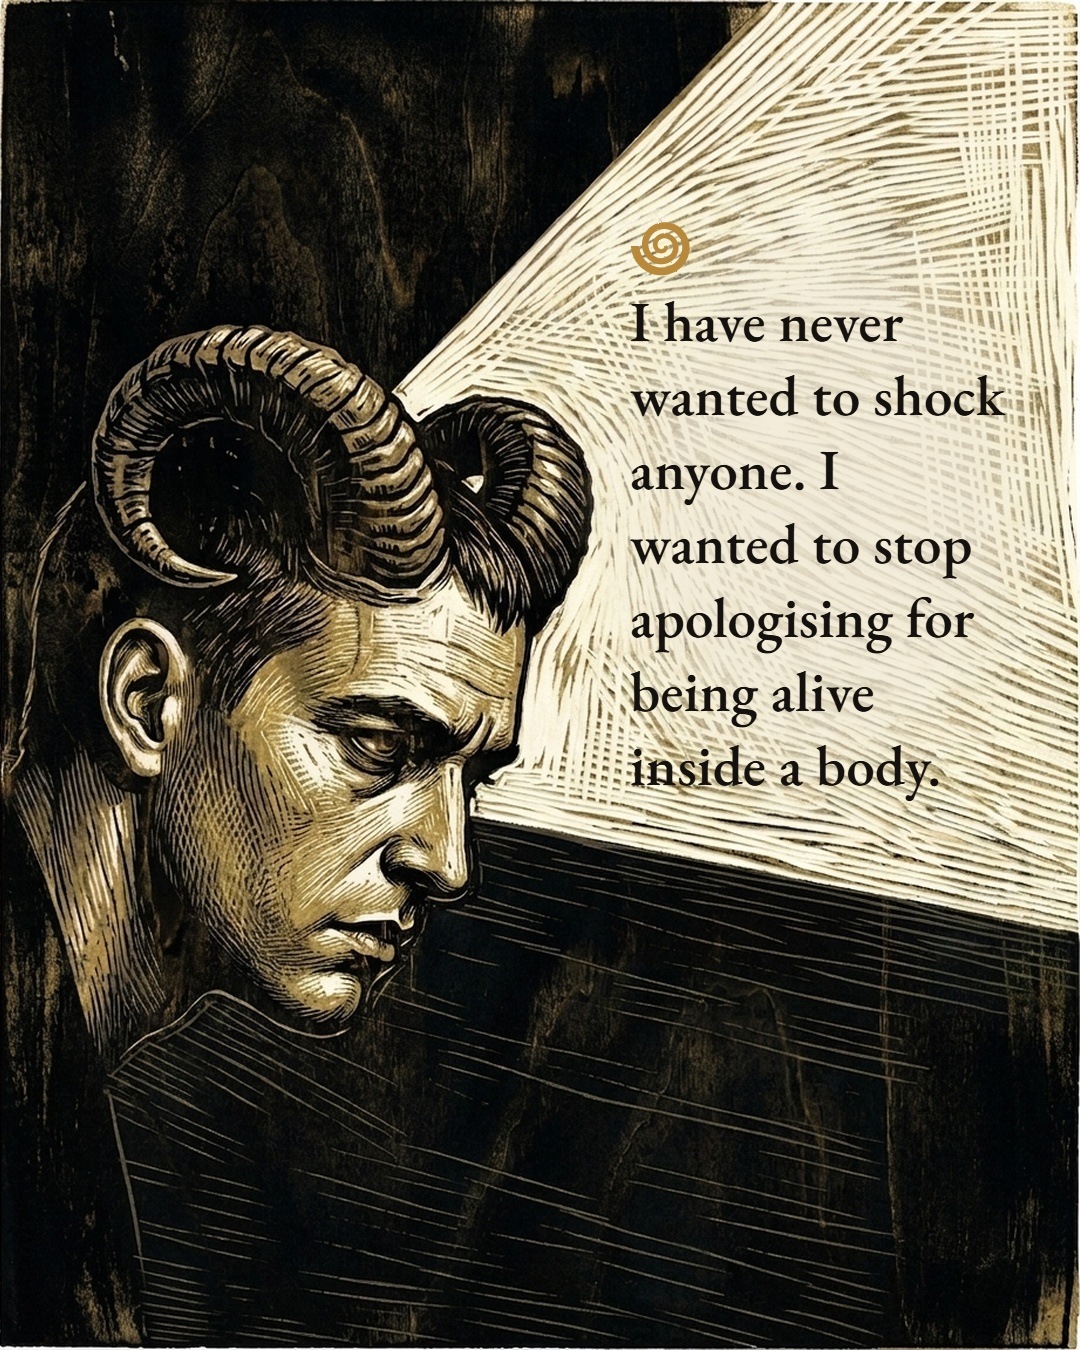 I have never
wanted to shock
anyone. I
wanted to stop
apologising for
being alive
inside a body.